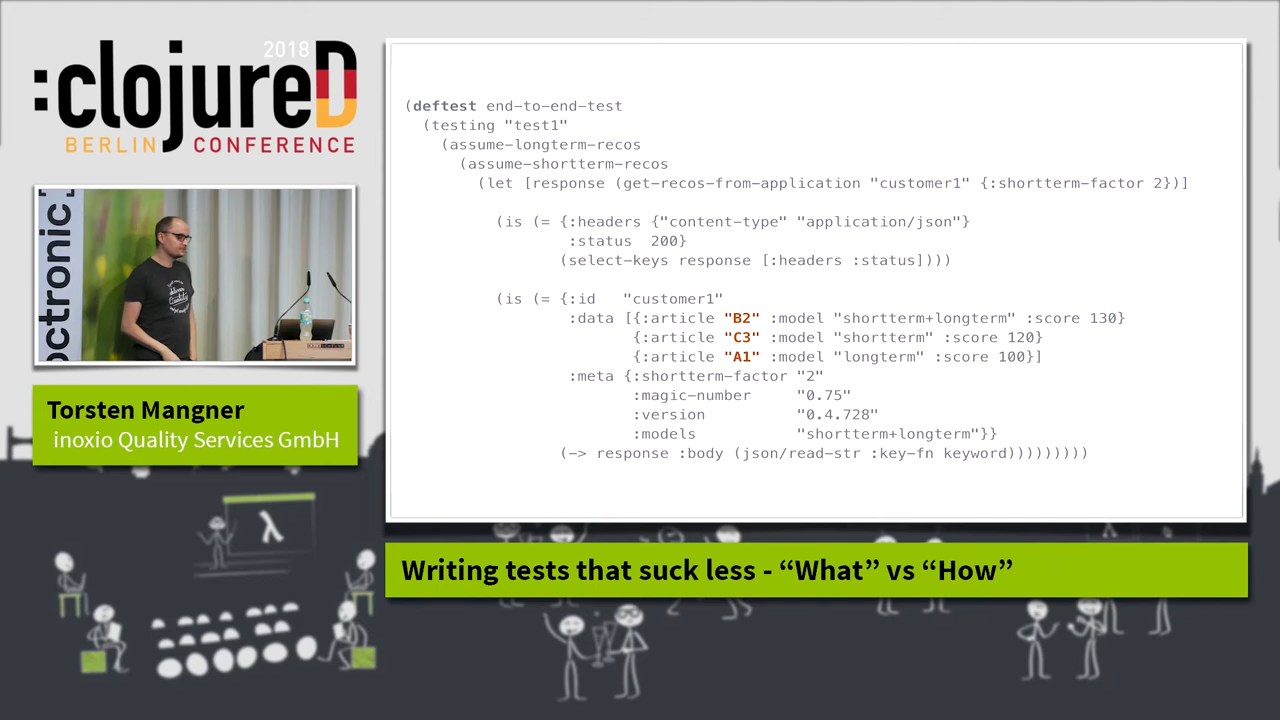 2018
:clojureD
BERLIN CONFERENCE
ectronic
Torsten Mangner
inoxio Quality Services GmbH
λ
(deftest end-to-end-test
(testing "test1"
(assume-longterm-recos
(assume-shortterm-recos
(let [response (get-recos-from-application "customer1" {:shortterm-factor 2})]
(is (= {:headers {"content-type" "application/json"}
:status 200}
(select-keys response [:headers :status])))
(is (= {:id "customer1"
:data [{:article "B2" :model "shortterm+longterm" :score 130}
{:article "C3" :model "shortterm" :score 120}
{:article "A1" :model "longterm" :score 100}]
:meta {:shortterm-factor "2"
:magic-number "0.75"
:version "0.4.728"
:models "shortterm+longterm"}}
(-> response :body (json/read-str :key-fn keyword)))))))))
Writing tests that suck less - “What” vs “How”